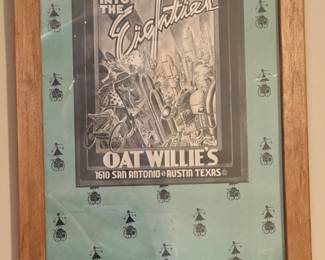 INTO
THE
Eighties
OAT WILLIE'S
1610 SAN ANTONIO AUSTIN TEXAS